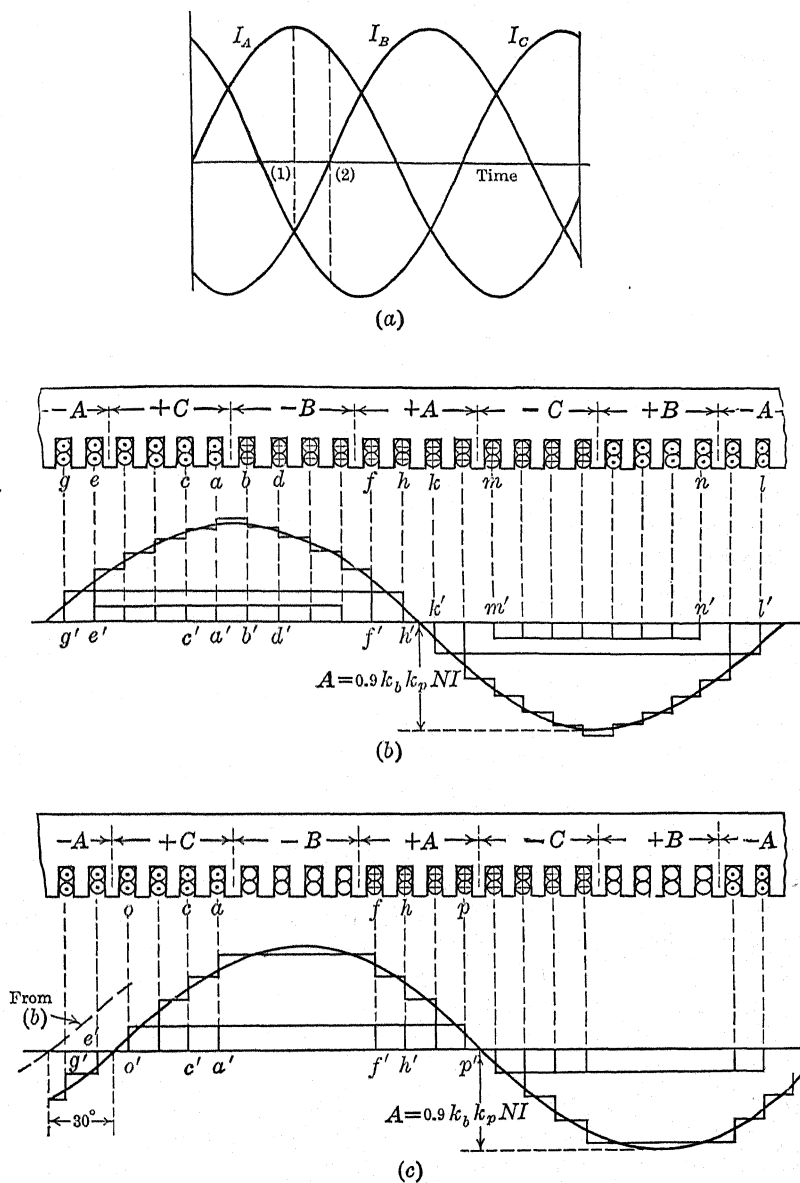 I_A I_B I_C
(1) (2) Time
(a)
-A +C -B +A -C +B -A
g e c a b d f h k m n l
k' m' n' l'
g' e' c' a' b' d' f' h'
A=0.9 k_b k_p NI
(b)
-A +C -B +A -C +B -A
o c a f h p
From
(b)
e'
g' o' c' a' f' h' p'
30°
A=0.9 k_b k_p NI
(c)